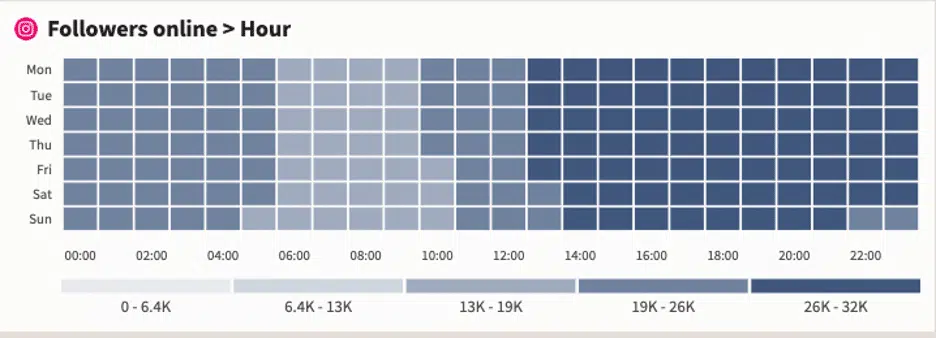 Followers online > Hour
Mon
Tue
Wed
Thu
Fri
Sat
Sun
00:00 02:00 04:00 06:00 08:00 10:00 12:00 14:00 16:00 18:00 20:00 22:00
0 - 6.4K 6.4K - 13K 13K - 19K 19K - 26K 26K - 32K